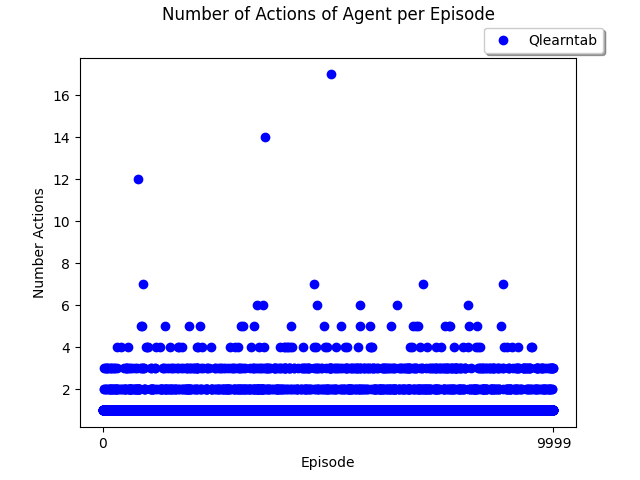 Number of Actions of Agent per Episode
Qlearntab
16
14
12
10
8
6
4
2
Number Actions
0
9999
Episode